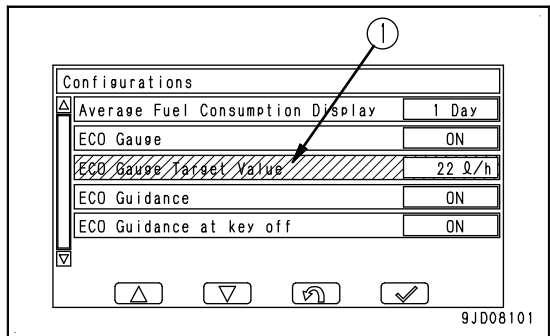 1
Configurations
Average Fuel Consumption Display 1 Day
ECO Gauge ON
ECO Gauge Target Value 22 ℓ/h
ECO Guidance ON
ECO Guidance at key off ON
9JD08101